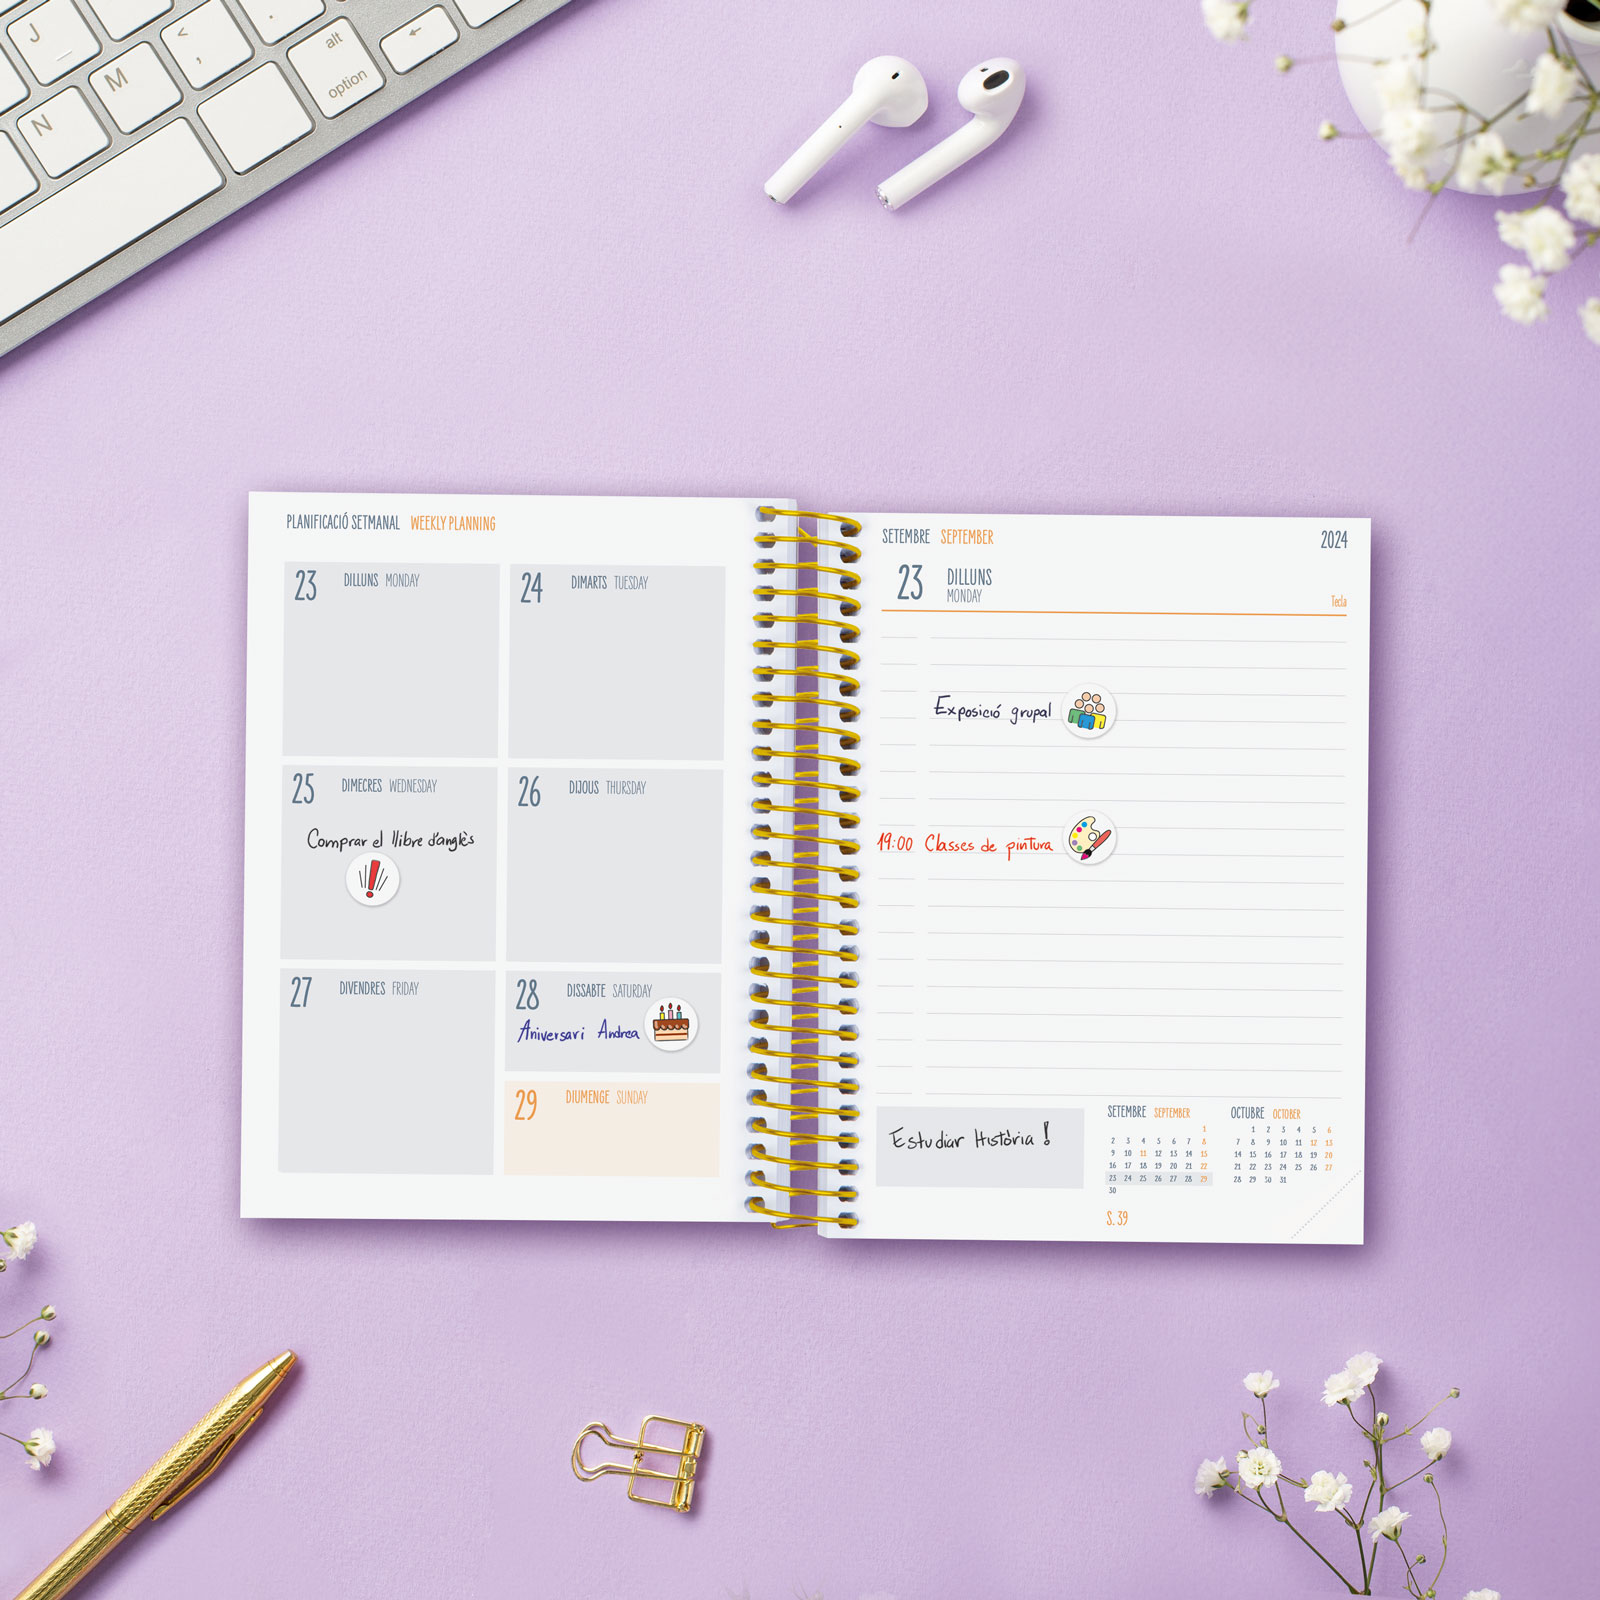 J
<
,
M
N
alt
option
PLANIFICACIÓ SETMANAL WEEKLY PLANNING
23 DILLUNS MONDAY
24 DIMARTS TUESDAY
25 DIMECRES WEDNESDAY
Comprar el llibre d'anglès
26 DIJOUS THURSDAY
27 DIVENDRES FRIDAY
28 DISSABTE SATURDAY
Aniversari Andrea
29 DIUMENGE SUNDAY
SETEMBRE SEPTEMBER 2024
23 DILLUNS
MONDAY
Tecla
Exposició grupal
19:00 Classes de pintura
Estudiar Història!
SETEMBRE SEPTEMBER
1
2 3 4 5 6 7 8
9 10 11 12 13 14 15
16 17 18 19 20 21 22
23 24 25 26 27 28 29
30
S. 39
OCTUBRE OCTOBER
1 2 3 4 5 6
7 8 9 10 11 12 13
14 15 16 17 18 19 20
21 22 23 24 25 26 27
28 29 30 31